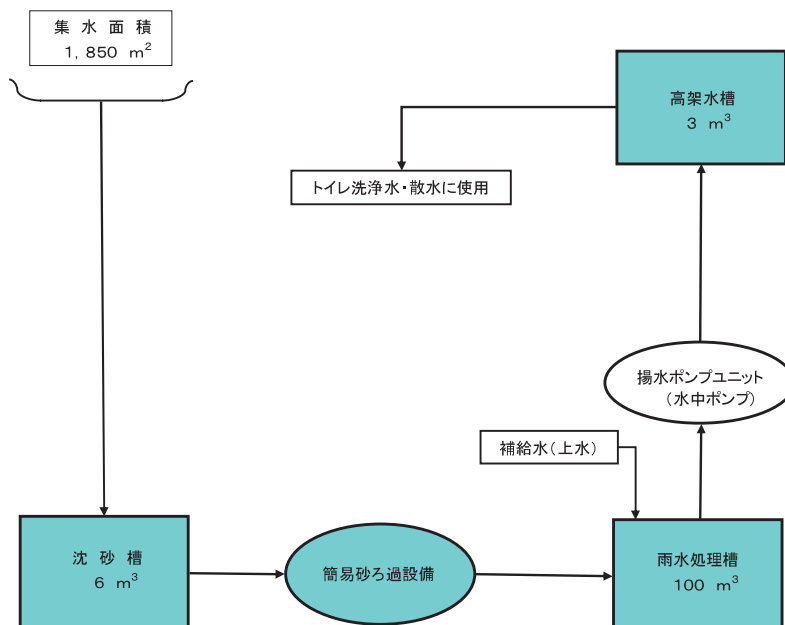 集水面積
1,850 m²
高架水槽
3 m³
トイレ洗浄水・散水に使用
揚水ポンプユニット
（水中ポンプ）
補給水（上水）
沈砂槽
6 m³
簡易砂ろ過設備
雨水処理槽
100 m³